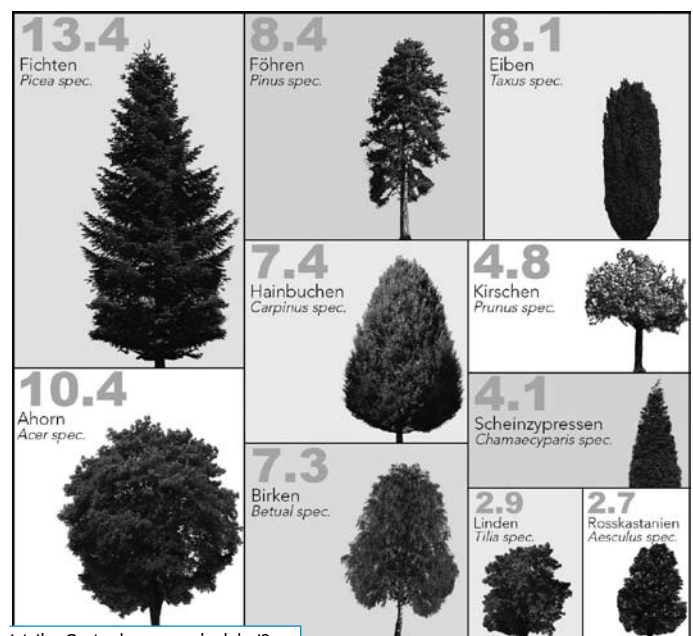 13.4
Fichten
Picea spec.
8.4
Föhren
Pinus spec.
8.1
Eiben
Taxus spec.
7.4
Hainbuchen
Carpinus spec.
4.8
Kirschen
Prunus spec.
10.4
Ahorn
Acer spec.
4.1
Scheinzypressen
Chamaecyparis spec.
7.3
Birken
Betual spec.
2.9
Linden
Tilia spec.
2.7
Rosskastanien
Aesculus spec.